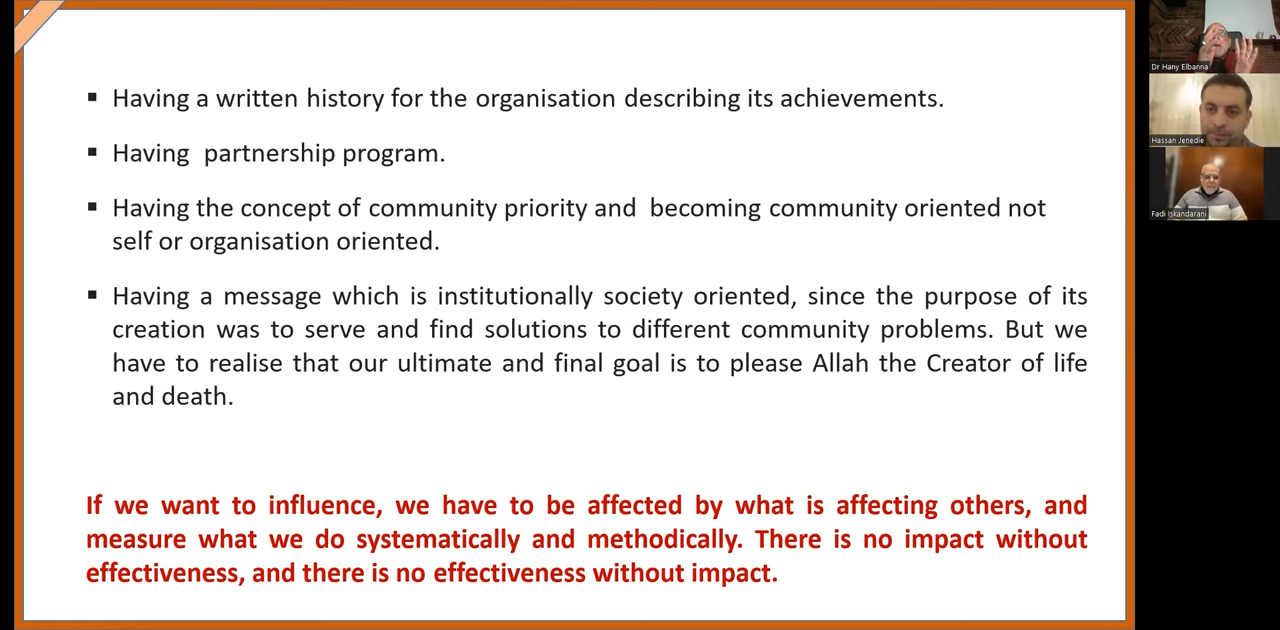 ▪ Having a written history for the organisation describing its achievements.
▪ Having partnership program.
▪ Having the concept of community priority and becoming community oriented not
self or organisation oriented.
▪ Having a message which is institutionally society oriented, since the purpose of its
creation was to serve and find solutions to different community problems. But we
have to realise that our ultimate and final goal is to please Allah the Creator of life
and death.
If we want to influence, we have to be affected by what is affecting others, and
measure what we do systematically and methodically. There is no impact without
effectiveness, and there is no effectiveness without impact.
Dr Hany Elbanna
Hassan Jenedie
Fadi Iskandarani